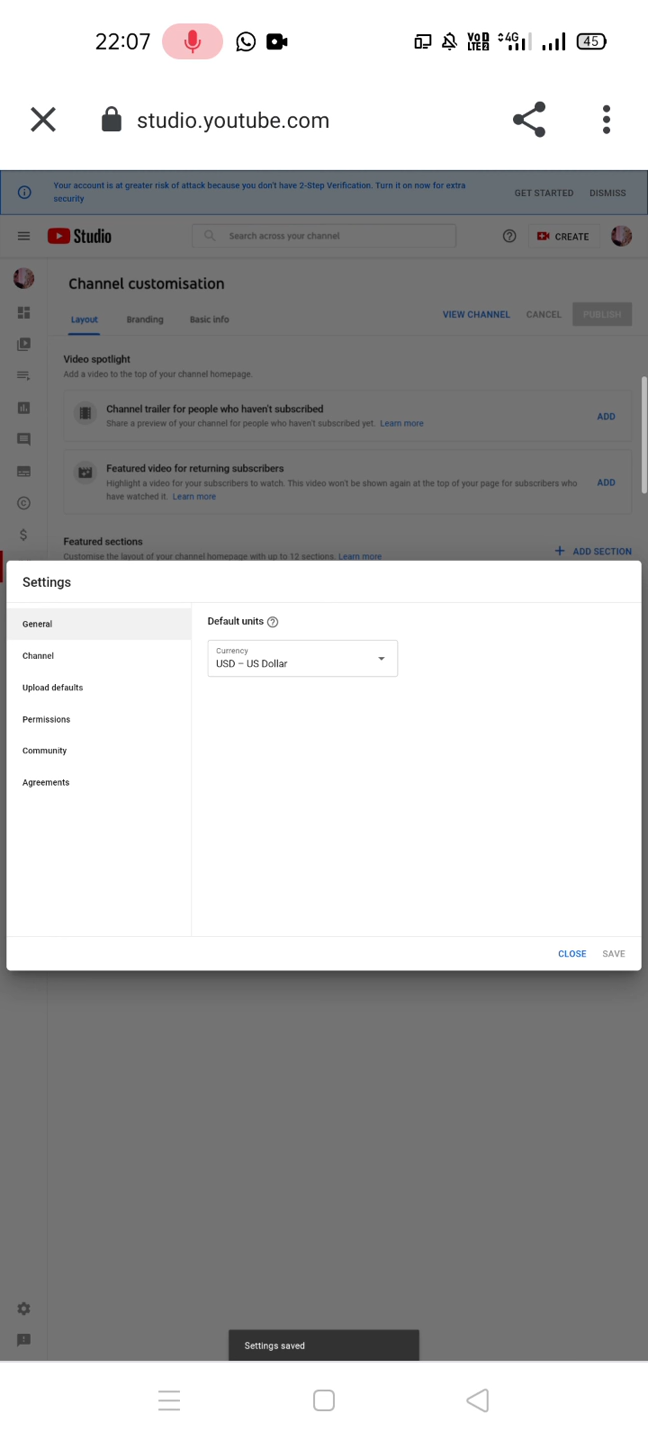 22:07
VoD
LTE2
4G
45
studio.youtube.com
Your account is at greater risk of attack because you don't have 2-Step Verification. Turn it on now for extra
security
GET STARTED
DISMISS
Studio
Search across your channel
CREATE
Channel customisation
Layout
Branding
Basic info
VIEW CHANNEL
CANCEL
PUBLISH
Video spotlight
Add a video to the top of your channel homepage.
Channel trailer for people who haven't subscribed
Share a preview of your channel for people who haven't subscribed yet. Learn more
ADD
Featured video for returning subscribers
Highlight a video for your subscribers to watch. This video won't be shown again at the top of your page for subscribers who
have watched it. Learn more
ADD
Featured sections
Customise the layout of your channel homepage with up to 12 sections. Learn more
+ ADD SECTION
Settings
General
Channel
Upload defaults
Permissions
Community
Agreements
Default units
Currency
USD – US Dollar
CLOSE
SAVE
Settings saved